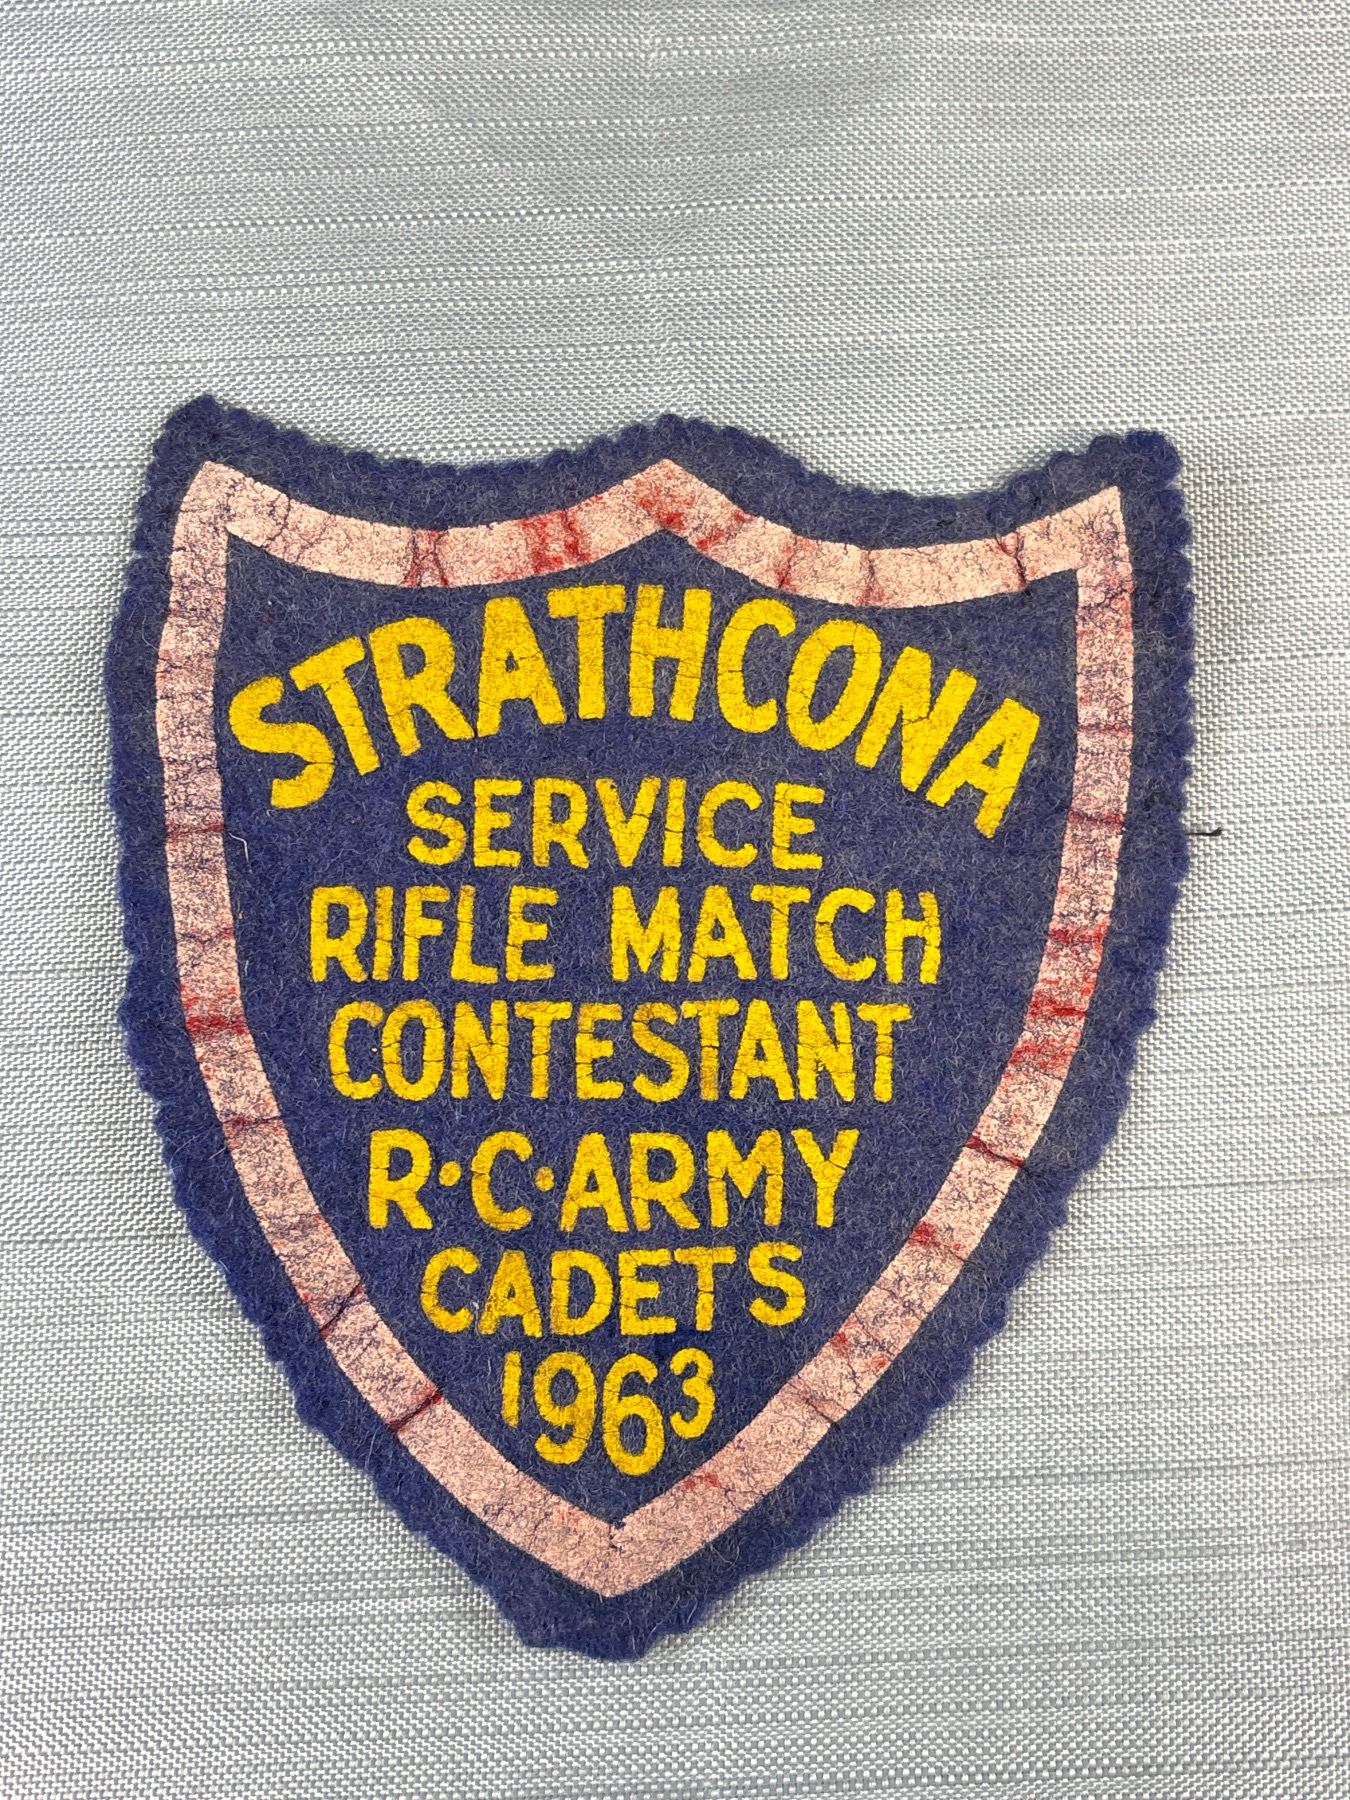 STRATHCONA
SERVICE
RIFLE MATCH
CONTESTANT
R·C·ARMY
CADETS
1963